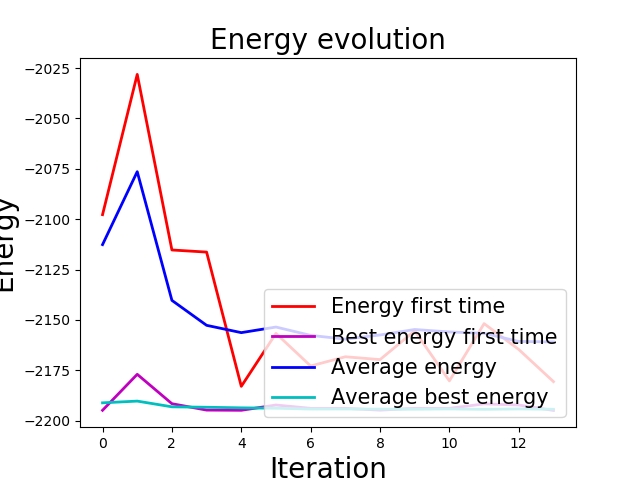 Energy evolution
−2025
−2050
−2075
−2100
−2125
−2150
−2175
−2200
Energy
Energy first time
Best energy first time
Average energy
Average best energy
0 2 4 6 8 10 12
Iteration